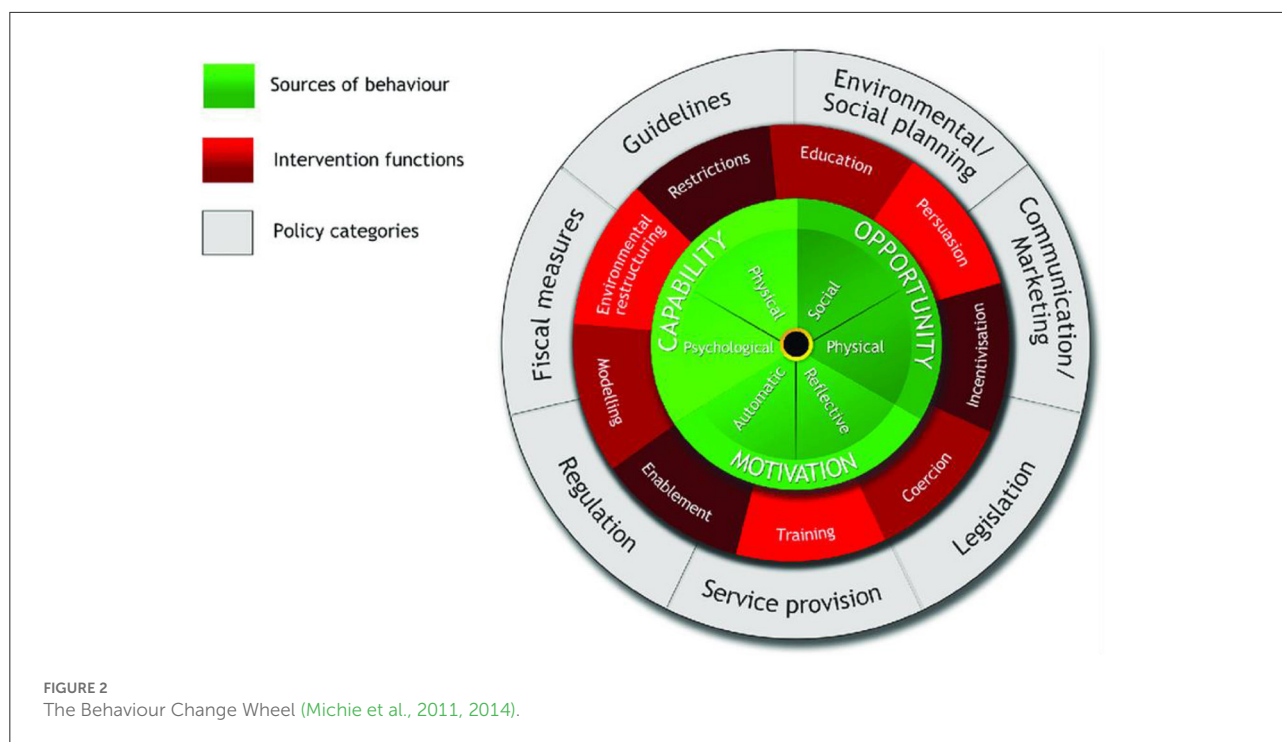 Sources of behaviour
Intervention functions
Policy categories
Guidelines
Environmental/
Social planning
Communication/
Marketing
Legislation
Service provision
Regulation
Fiscal measures
Restrictions
Education
Persuasion
Incentivisation
Coercion
Training
Enablement
Modelling
Environmental
restructuring
CAPABILITY
OPPORTUNITY
MOTIVATION
Physical
Social
Psychological
Physical
Automatic
Reflective
FIGURE 2
The Behaviour Change Wheel (Michie et al., 2011, 2014).